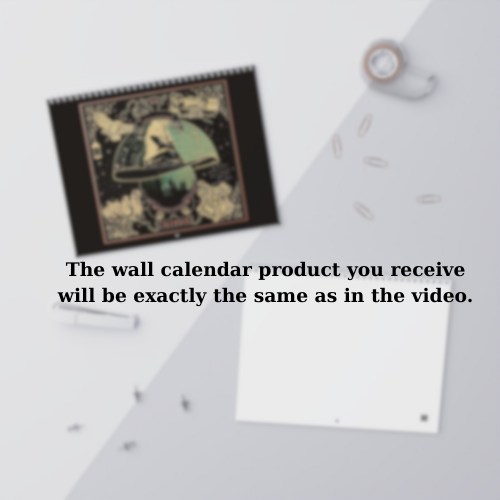 The wall calendar product you receive
will be exactly the same as in the video.